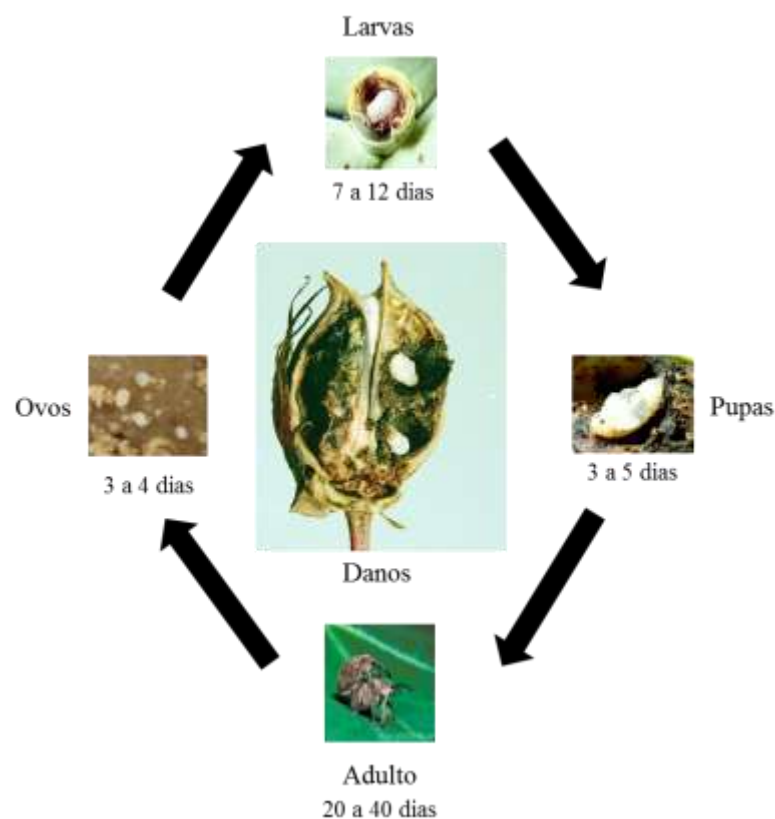 Larvas
7 a 12 dias
Ovos
3 a 4 dias
Pupas
3 a 5 dias
Danos
Adulto
20 a 40 dias